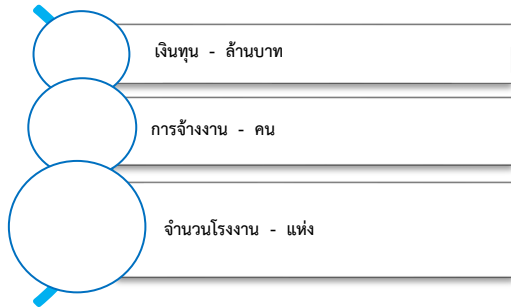 เงินทุน - ล้านบาท
การจ้างงาน - คน
จำนวนโรงงาน - แห่ง